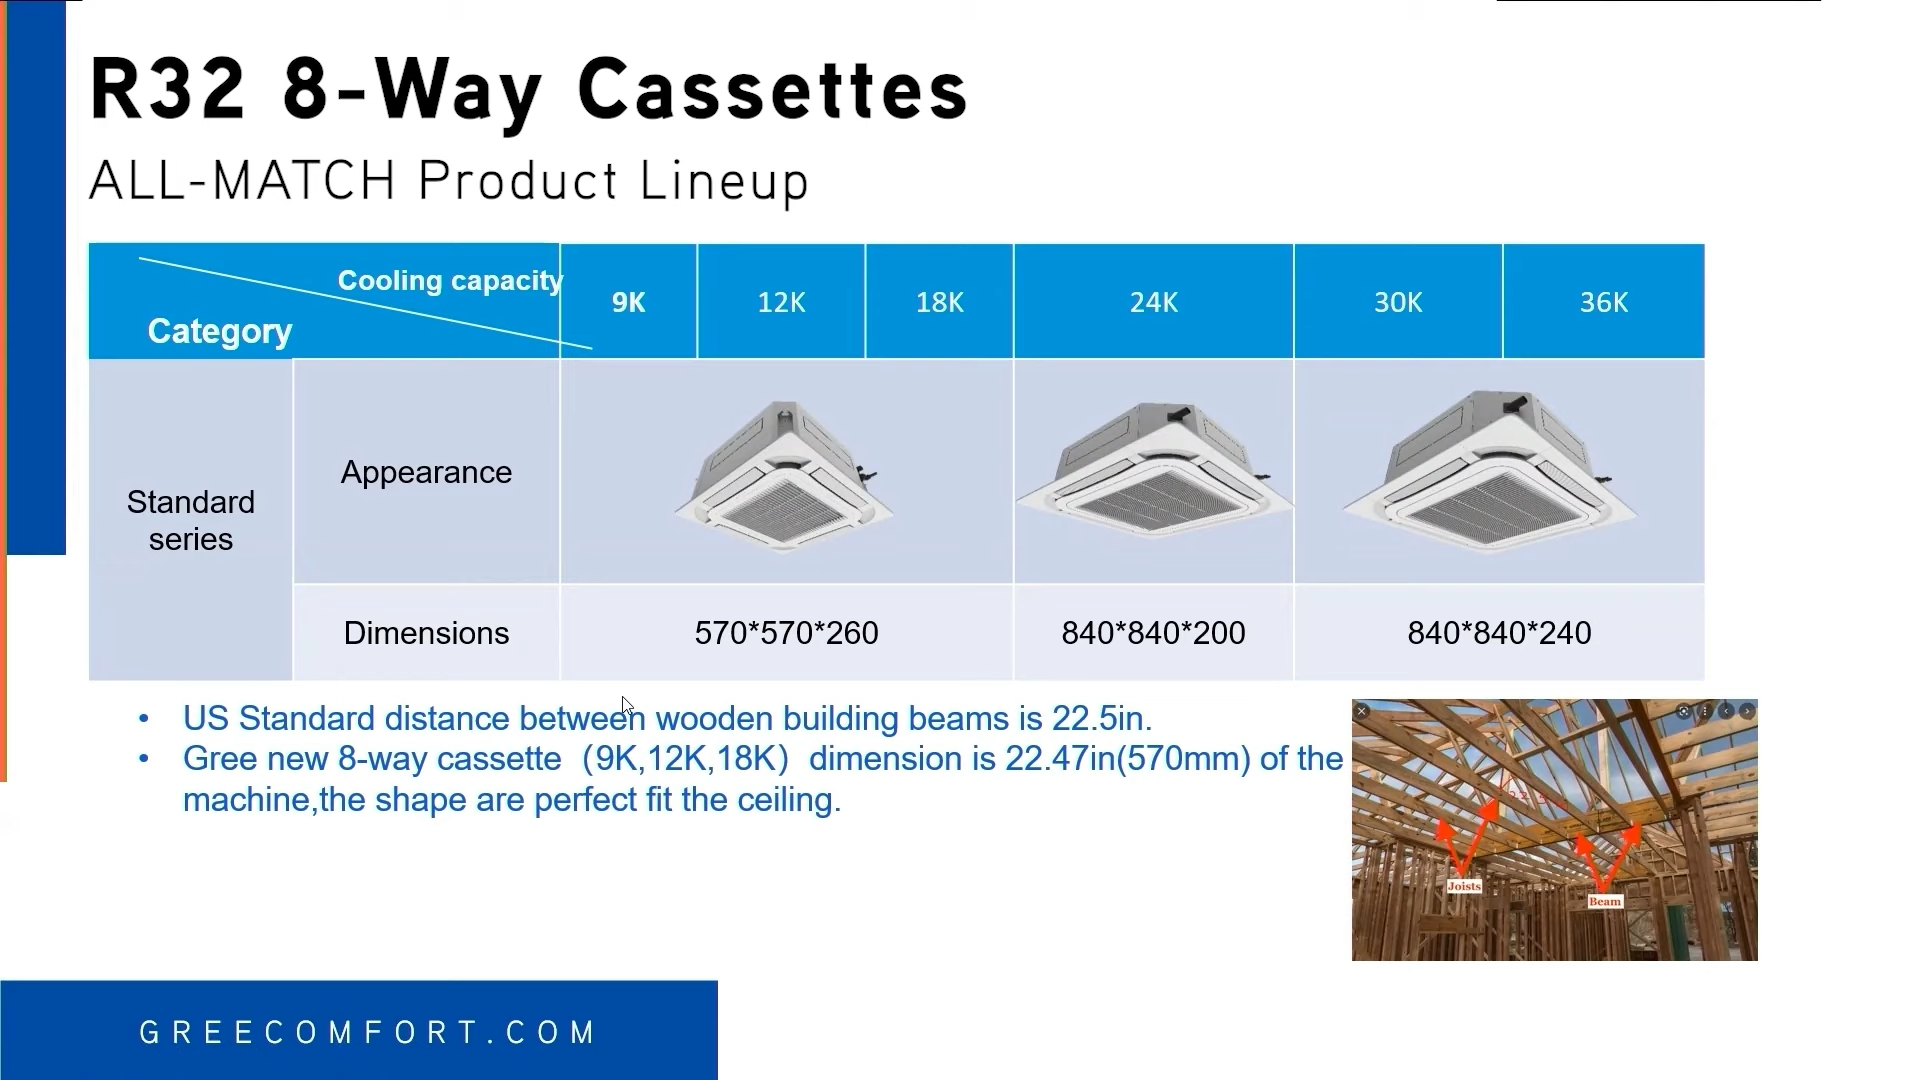 R32 8-Way Cassettes
ALL-MATCH Product Lineup
Cooling capacity
Category
9K
12K
18K
24K
30K
36K
Standard
series
Appearance
Dimensions
570*570*260
840*840*200
840*840*240
• US Standard distance between wooden building beams is 22.5in.
• Gree new 8-way cassette（9K,12K,18K）dimension is 22.47in(570mm) of the
machine,the shape are perfect fit the ceiling.
Joists
Beam
GREECOMFORT.COM